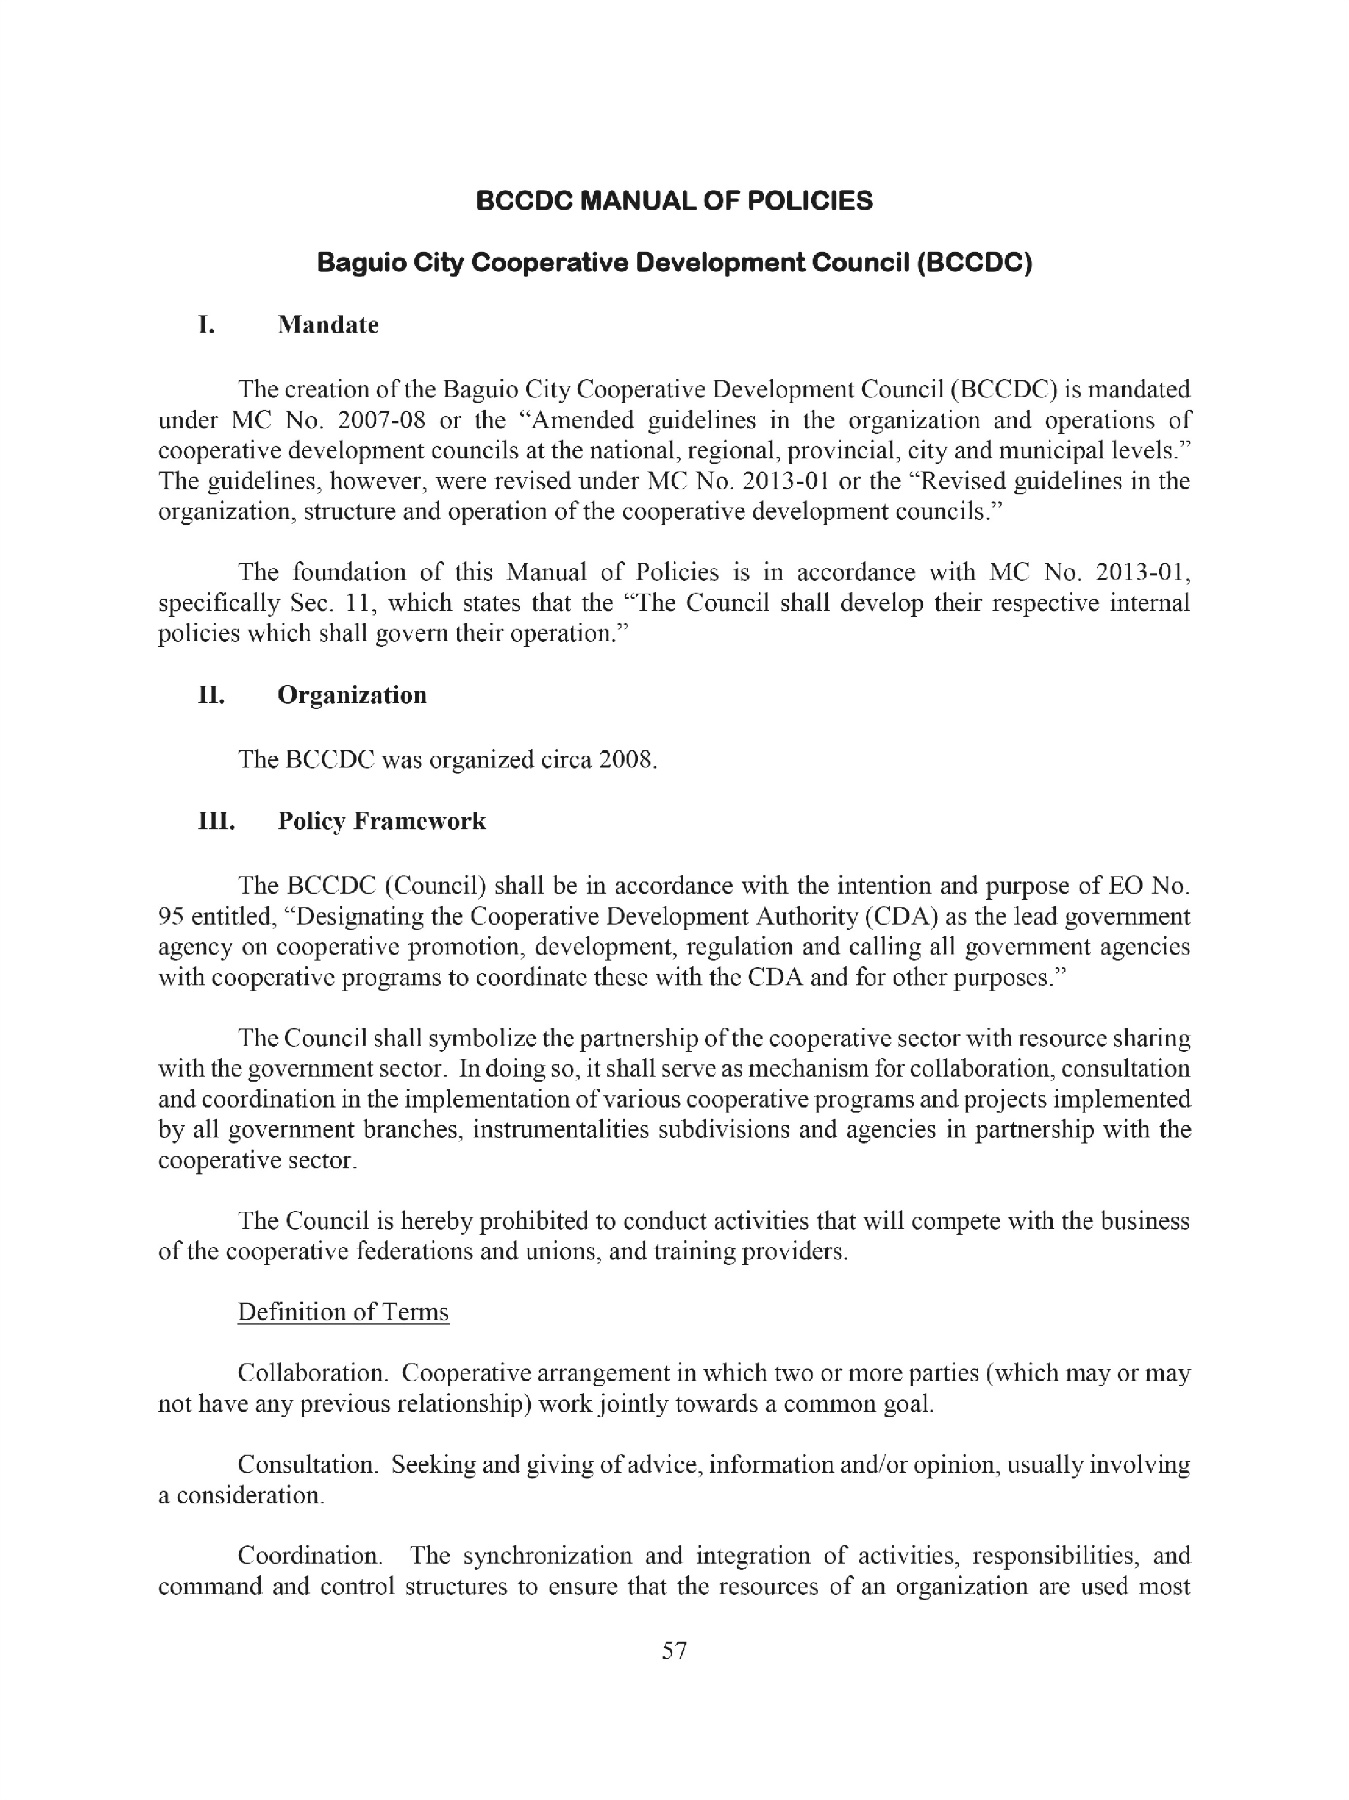 BCCDC MANUAL OF POLICIES
Baguio City Cooperative Development Council (BCCDC)
I. Mandate
The creation of the Baguio City Cooperative Development Council (BCCDC) is mandated
under MC No. 2007-08 or the “Amended guidelines in the organization and operations of
cooperative development councils at the national, regional, provincial, city and municipal levels.”
The guidelines, however, were revised under MC No. 2013-01 or the “Revised guidelines in the
organization, structure and operation of the cooperative development councils.”
The foundation of this Manual of Policies is in accordance with MC No. 2013-01,
specifically Sec. 11, which states that the “The Council shall develop their respective internal
policies which shall govern their operation.”
II. Organization
The BCCDC was organized circa 2008.
III. Policy Framework
The BCCDC (Council) shall be in accordance with the intention and purpose of EO No.
95 entitled, “Designating the Cooperative Development Authority (CDA) as the lead government
agency on cooperative promotion, development, regulation and calling all government agencies
with cooperative programs to coordinate these with the CDA and for other purposes.”
The Council shall symbolize the partnership of the cooperative sector with resource sharing
with the government sector. In doing so, it shall serve as mechanism for collaboration, consultation
and coordination in the implementation of various cooperative programs and projects implemented
by all government branches, instrumentalities subdivisions and agencies in partnership with the
cooperative sector.
The Council is hereby prohibited to conduct activities that will compete with the business
of the cooperative federations and unions, and training providers.
Definition of Terms
Collaboration. Cooperative arrangement in which two or more parties (which may or may
not have any previous relationship) work jointly towards a common goal.
Consultation. Seeking and giving of advice, information and/or opinion, usually involving
a consideration.
Coordination. The synchronization and integration of activities, responsibilities, and
command and control structures to ensure that the resources of an organization are used most
57